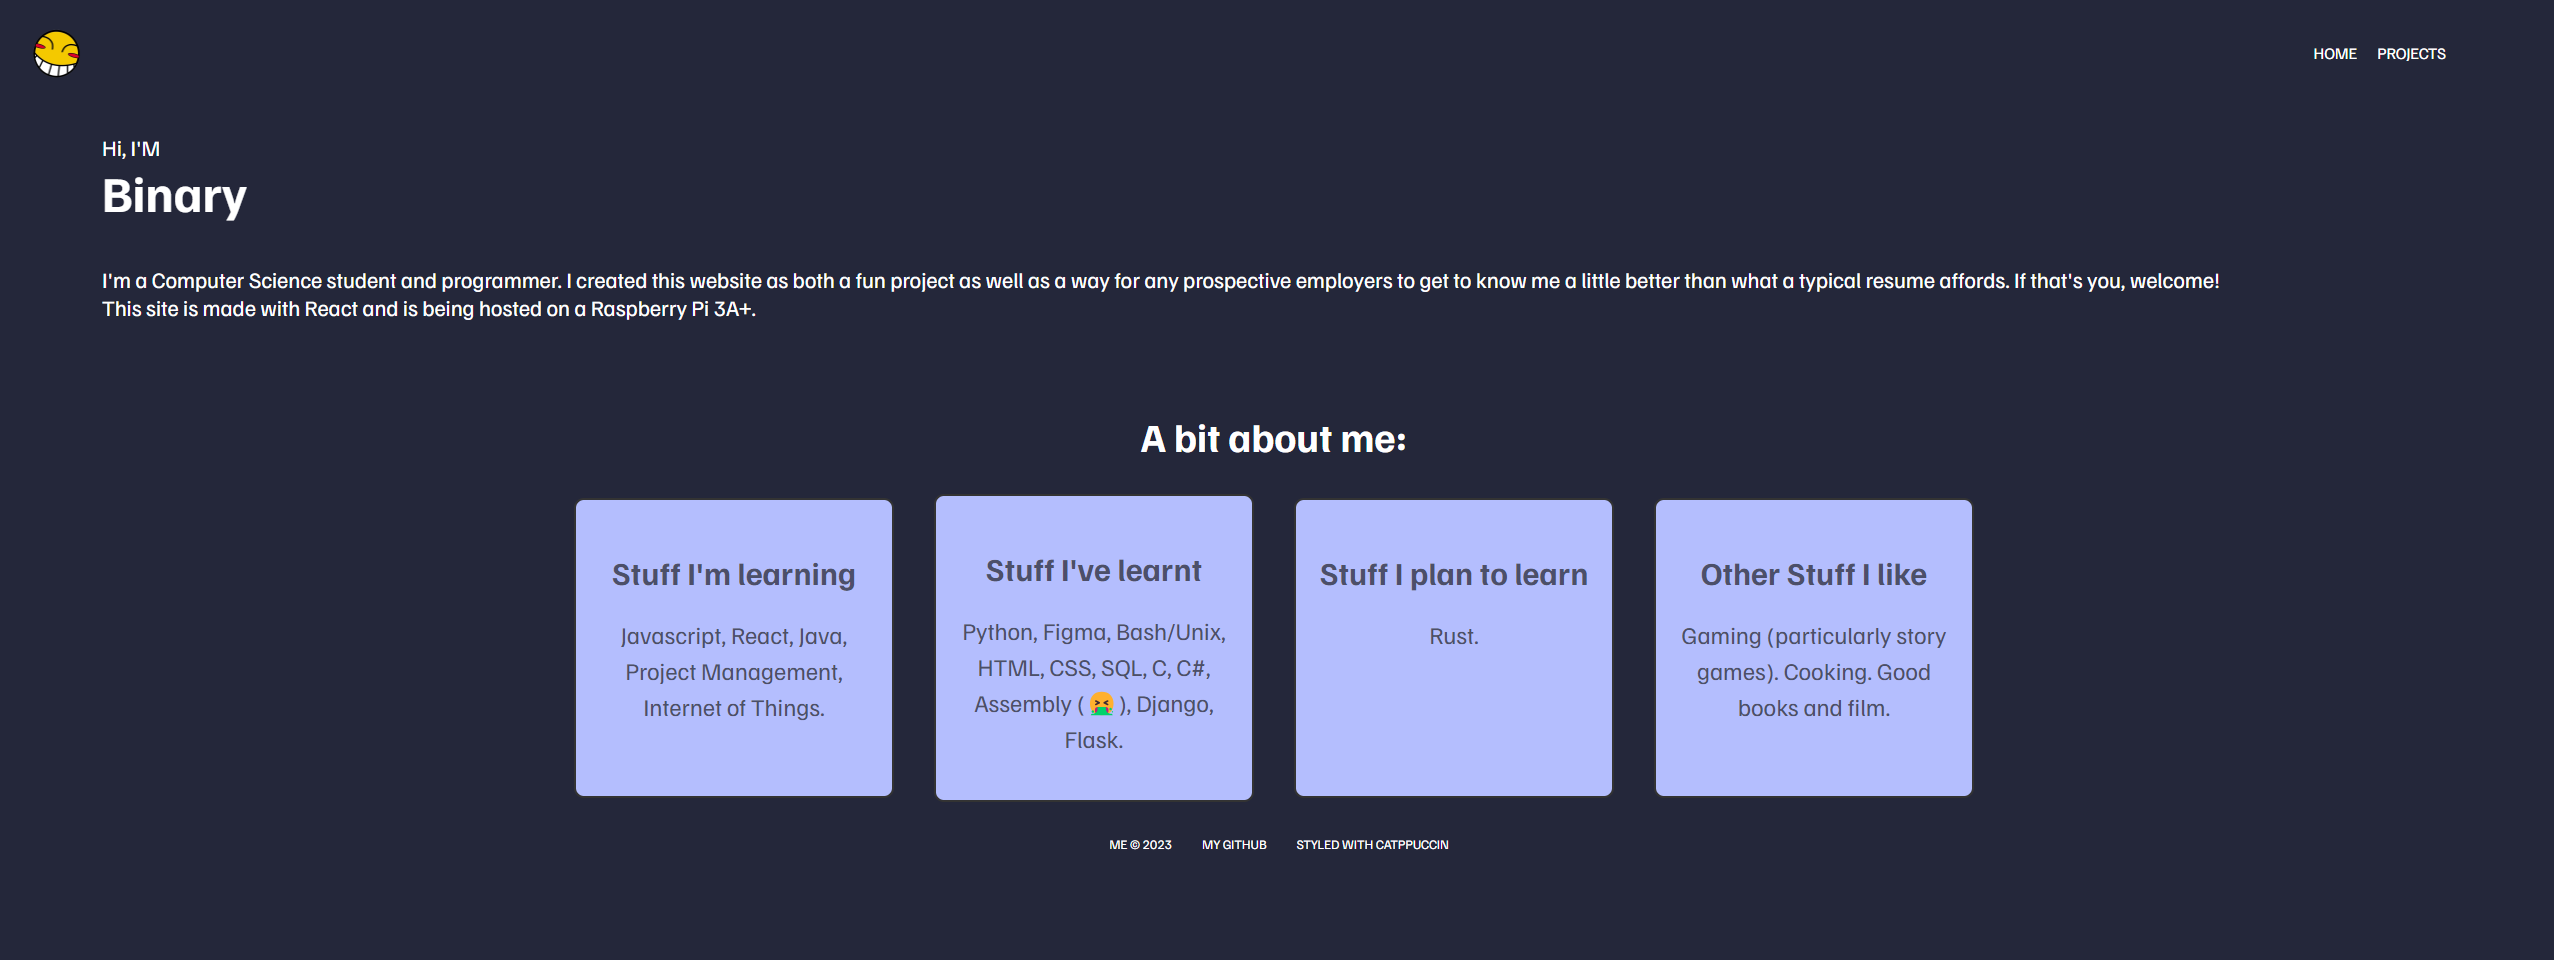 HOME PROJECTS
Hi, I'M
Binary
I'm a Computer Science student and programmer. I created this website as both a fun project as well as a way for any prospective employers to get to know me a little better than what a typical resume affords. If that's you, welcome!
This site is made with React and is being hosted on a Raspberry Pi 3A+.
A bit about me:
Stuff I'm learning
Javascript, React, Java,
Project Management,
Internet of Things.
Stuff I've learnt
Python, Figma, Bash/Unix,
HTML, CSS, SQL, C, C#,
Assembly ( 🤮 ), Django,
Flask.
Stuff I plan to learn
Rust.
Other Stuff I like
Gaming (particularly story
games). Cooking. Good
books and film.
ME © 2023 MY GITHUB STYLED WITH CATPPUCCIN